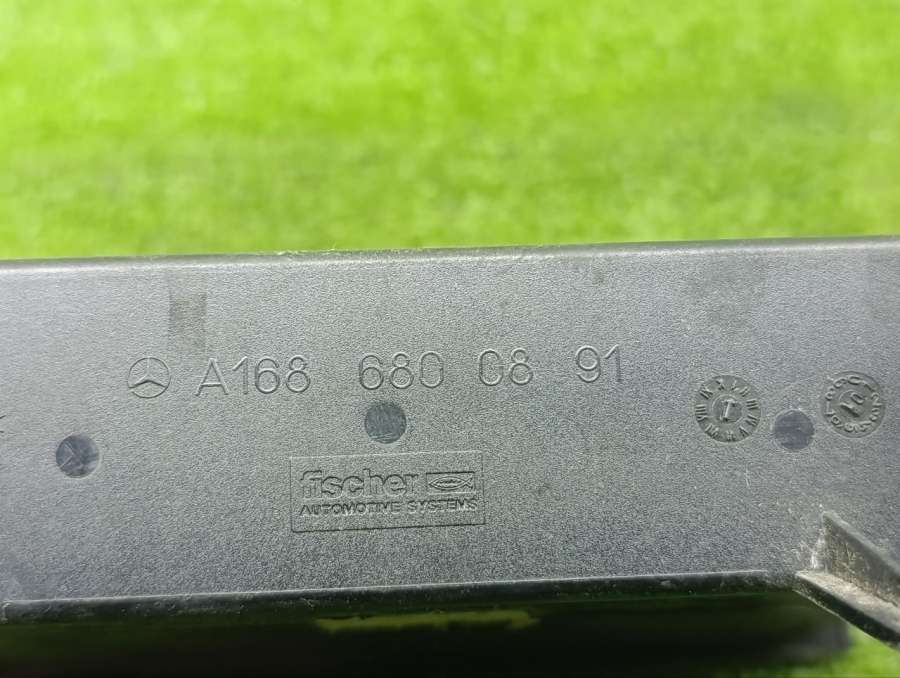 A168 680 08 91
fischer
AUTOMOTIVE SYSTEMS